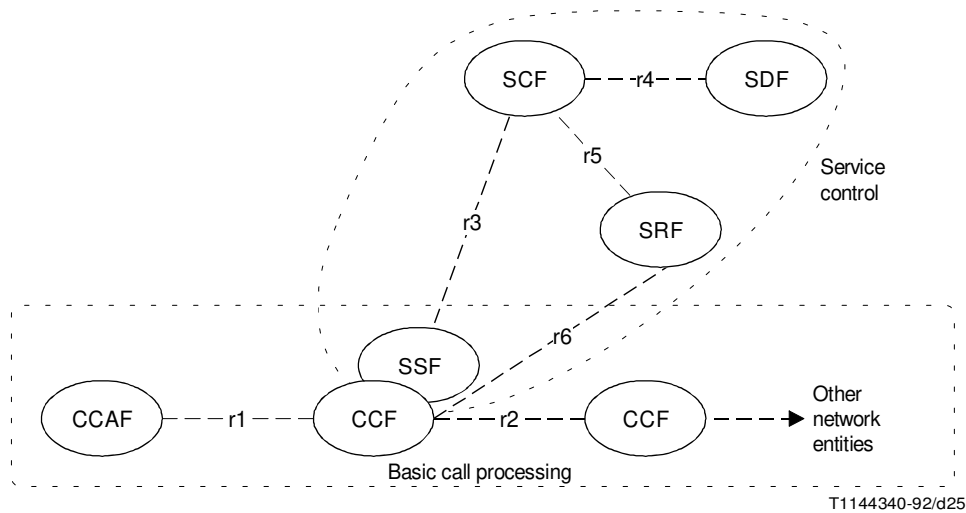 SCF
r4
SDF
r5
Service
control
r3
SRF
r6
SSF
CCAF
r1
CCF
r2
CCF
Other
network
entities
Basic call processing
T1144340-92/d25